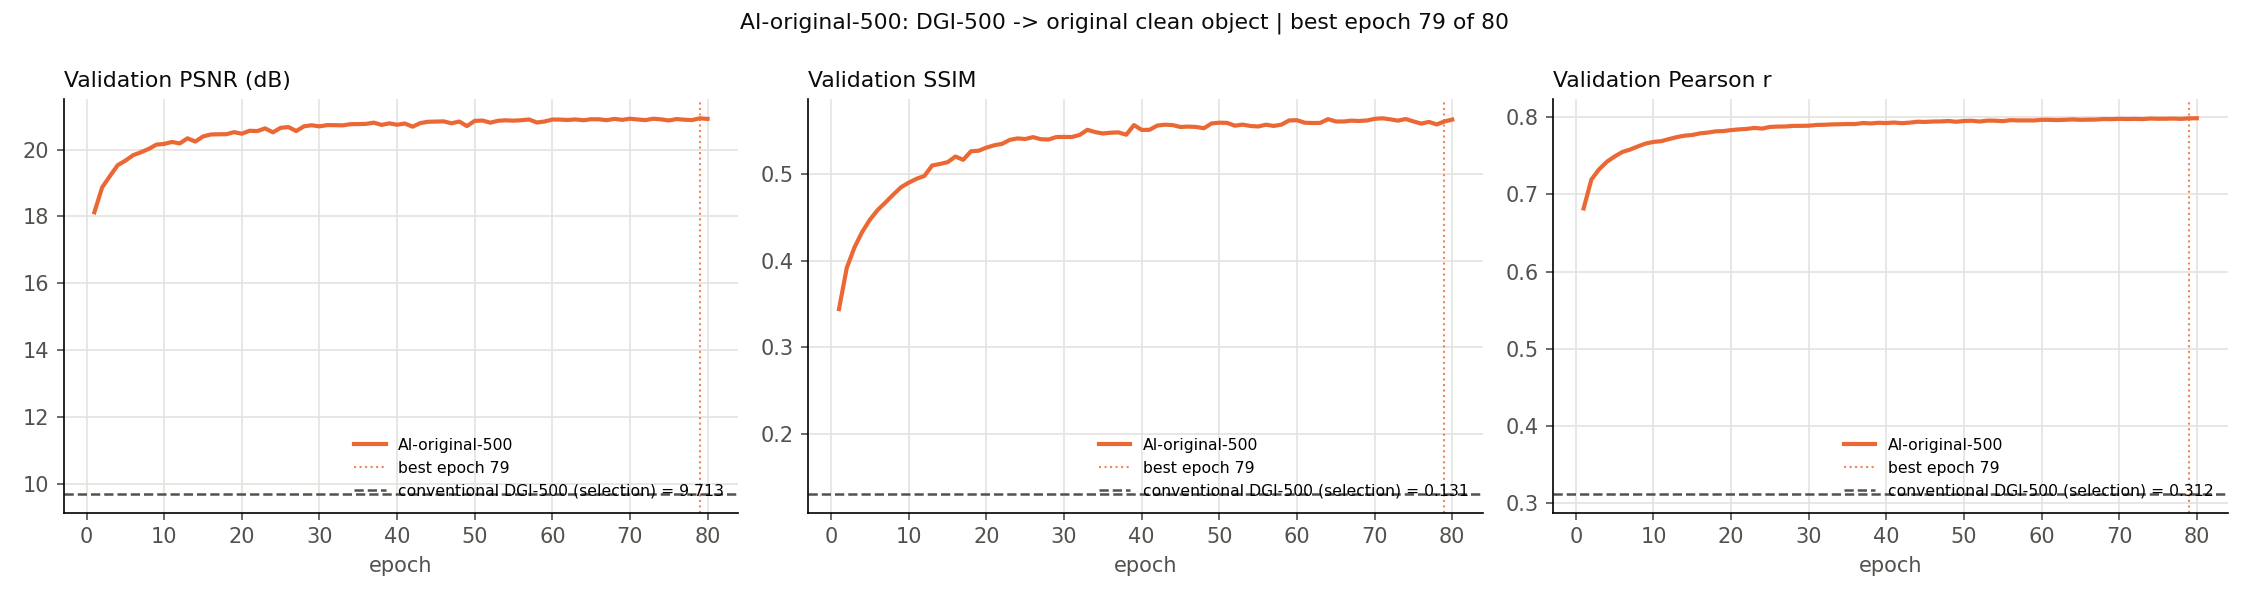 AI-original-500: DGI-500 -> original clean object | best epoch 79 of 80
Validation PSNR (dB)
20
18
16
14
12
10
AI-original-500
best epoch 79
conventional DGI-500 (selection) = 9.713
0 10 20 30 40 50 60 70 80
epoch
Validation SSIM
0.5
0.4
0.3
0.2
AI-original-500
best epoch 79
conventional DGI-500 (selection) = 0.131
0 10 20 30 40 50 60 70 80
epoch
Validation Pearson r
0.8
0.7
0.6
0.5
0.4
0.3
AI-original-500
best epoch 79
conventional DGI-500 (selection) = 0.312
0 10 20 30 40 50 60 70 80
epoch